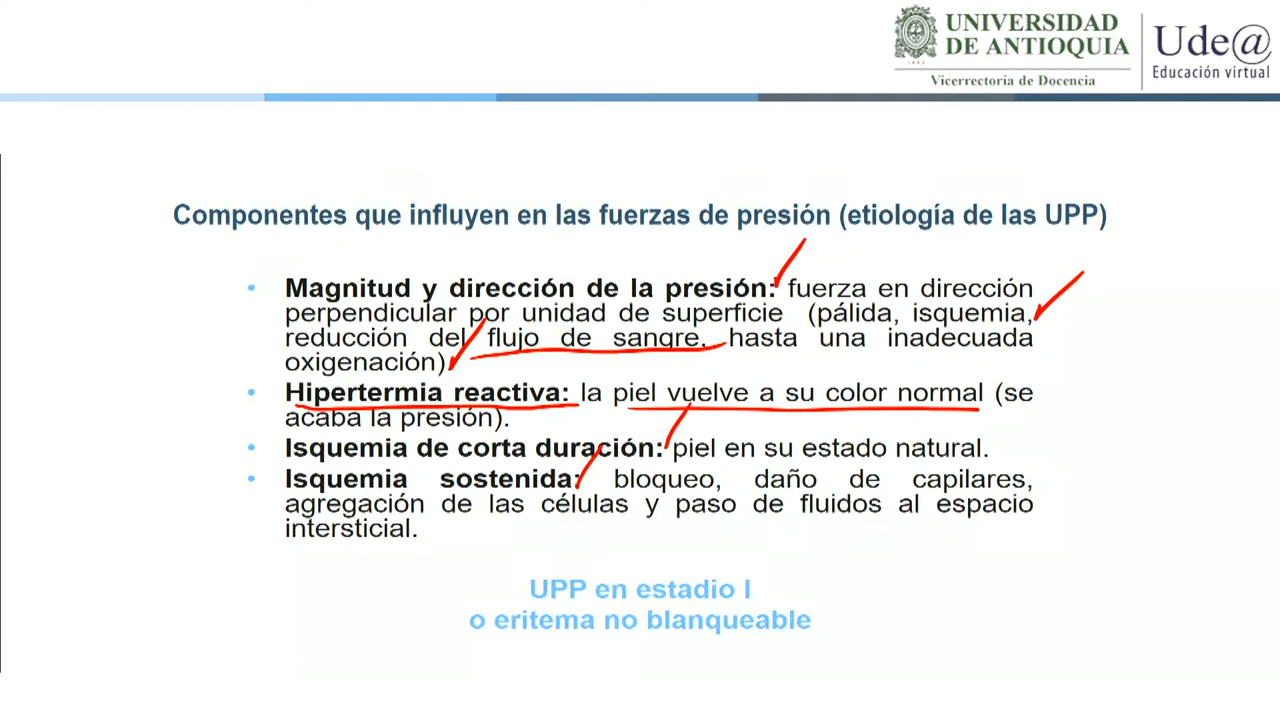 UNIVERSIDAD
DE ANTIOQUIA
Vicerrectoría de Docencia
Ude@
Educación virtual
Componentes que influyen en las fuerzas de presión (etiología de las UPP)
• Magnitud y dirección de la presión: fuerza en dirección
perpendicular por unidad de superficie (pálida, isquemia,
reducción del flujo de sangre, hasta una inadecuada
oxigenación)
• Hipertermia reactiva: la piel vuelve a su color normal (se
acaba la presión).
• Isquemia de corta duración: piel en su estado natural.
• Isquemia sostenida: bloqueo, daño de capilares,
agregación de las células y paso de fluidos al espacio
intersticial.
UPP en estadio I
o eritema no blanqueable